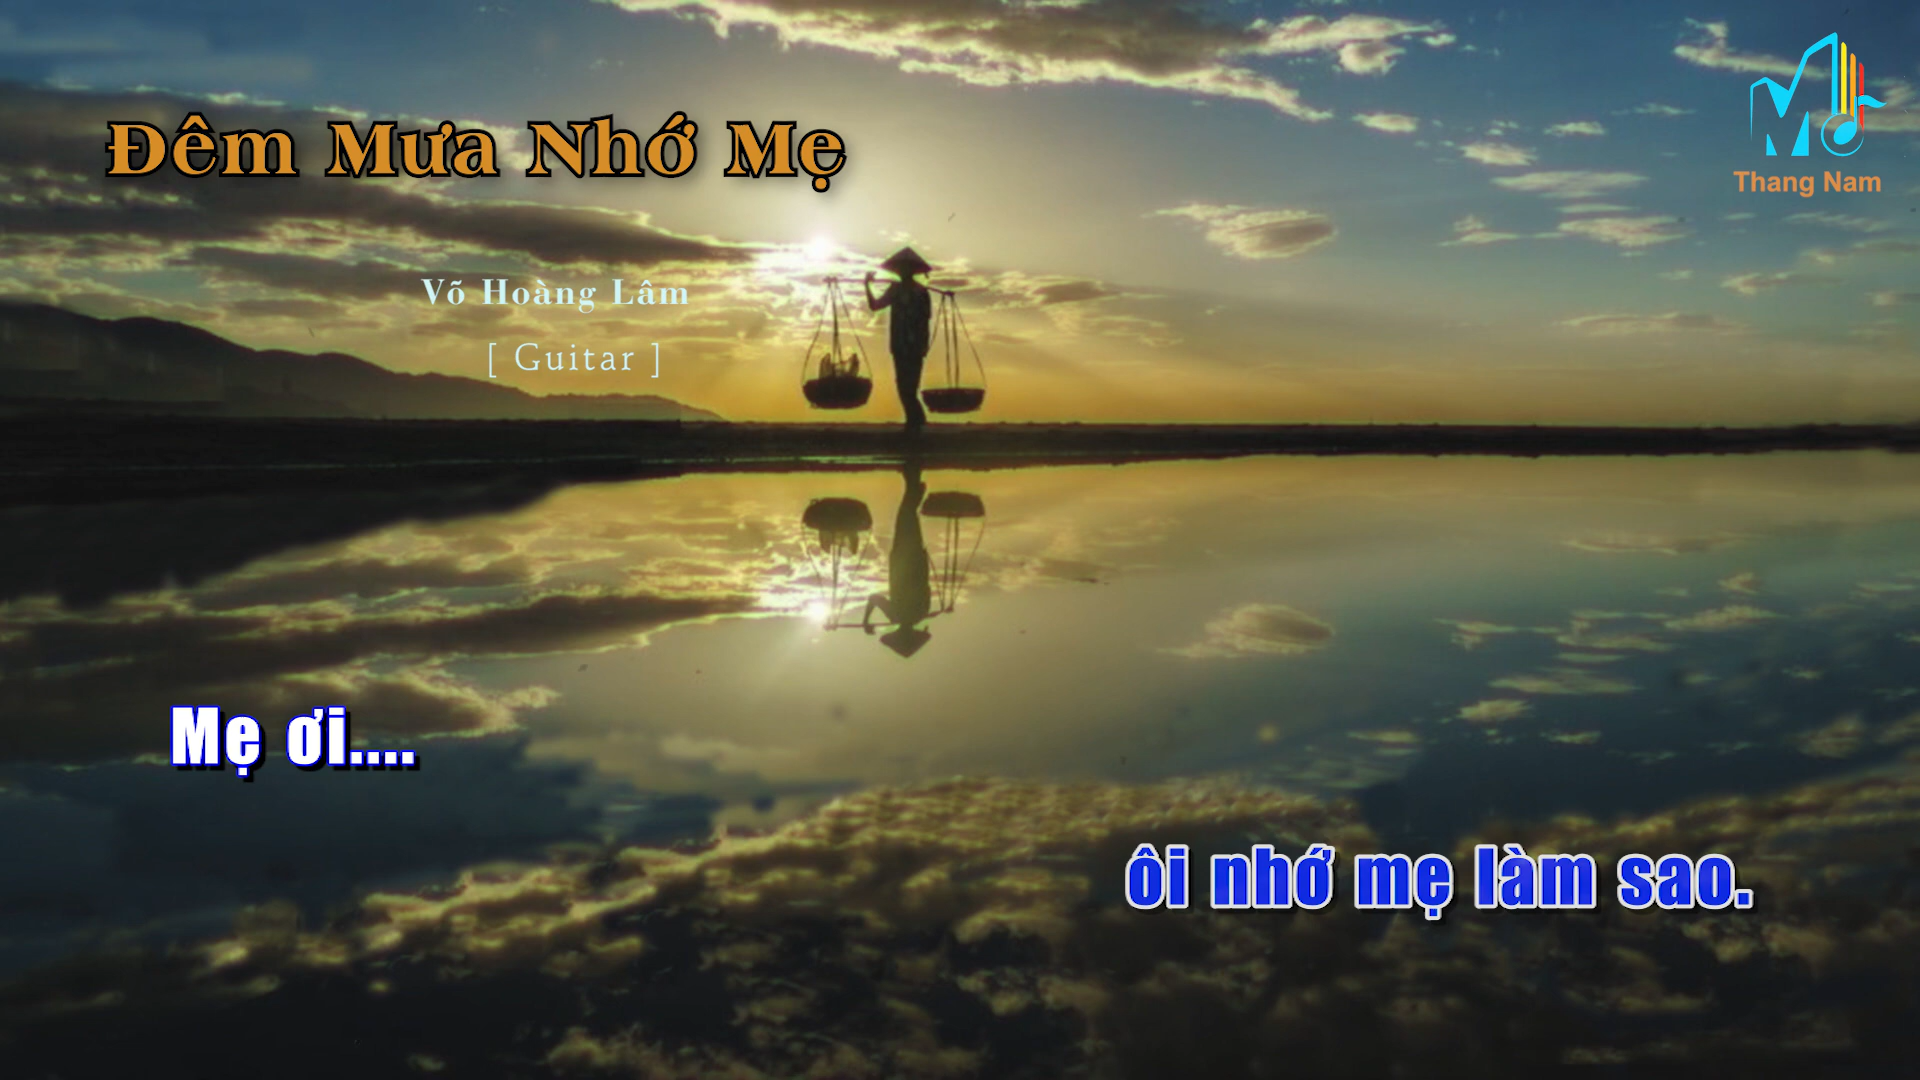 Đêm Mưa Nhớ Mẹ
Thang Nam
Võ Hoàng Lâm
[ Guitar ]
Mẹ ơi....
ôi nhớ mẹ làm sao.